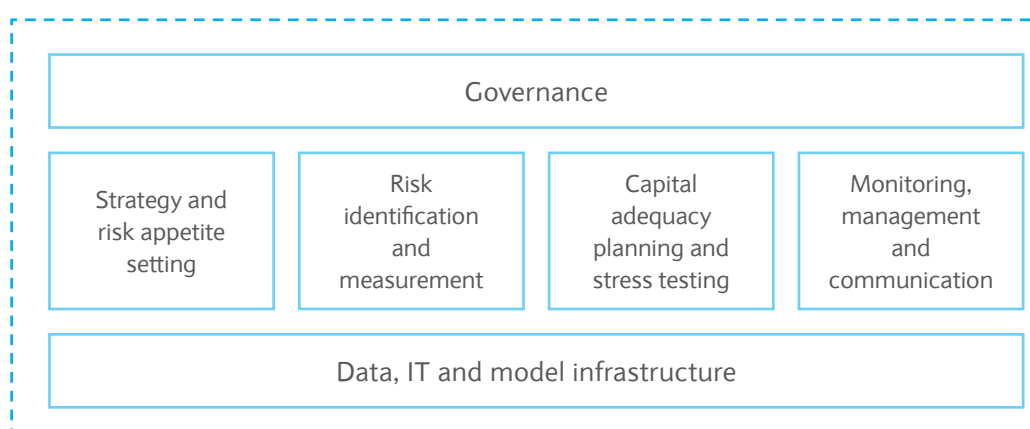 Governance
Strategy and
risk appetite
setting
Risk
identification
and
measurement
Capital
adequacy
planning and
stress testing
Monitoring,
management
and
communication
Data, IT and model infrastructure